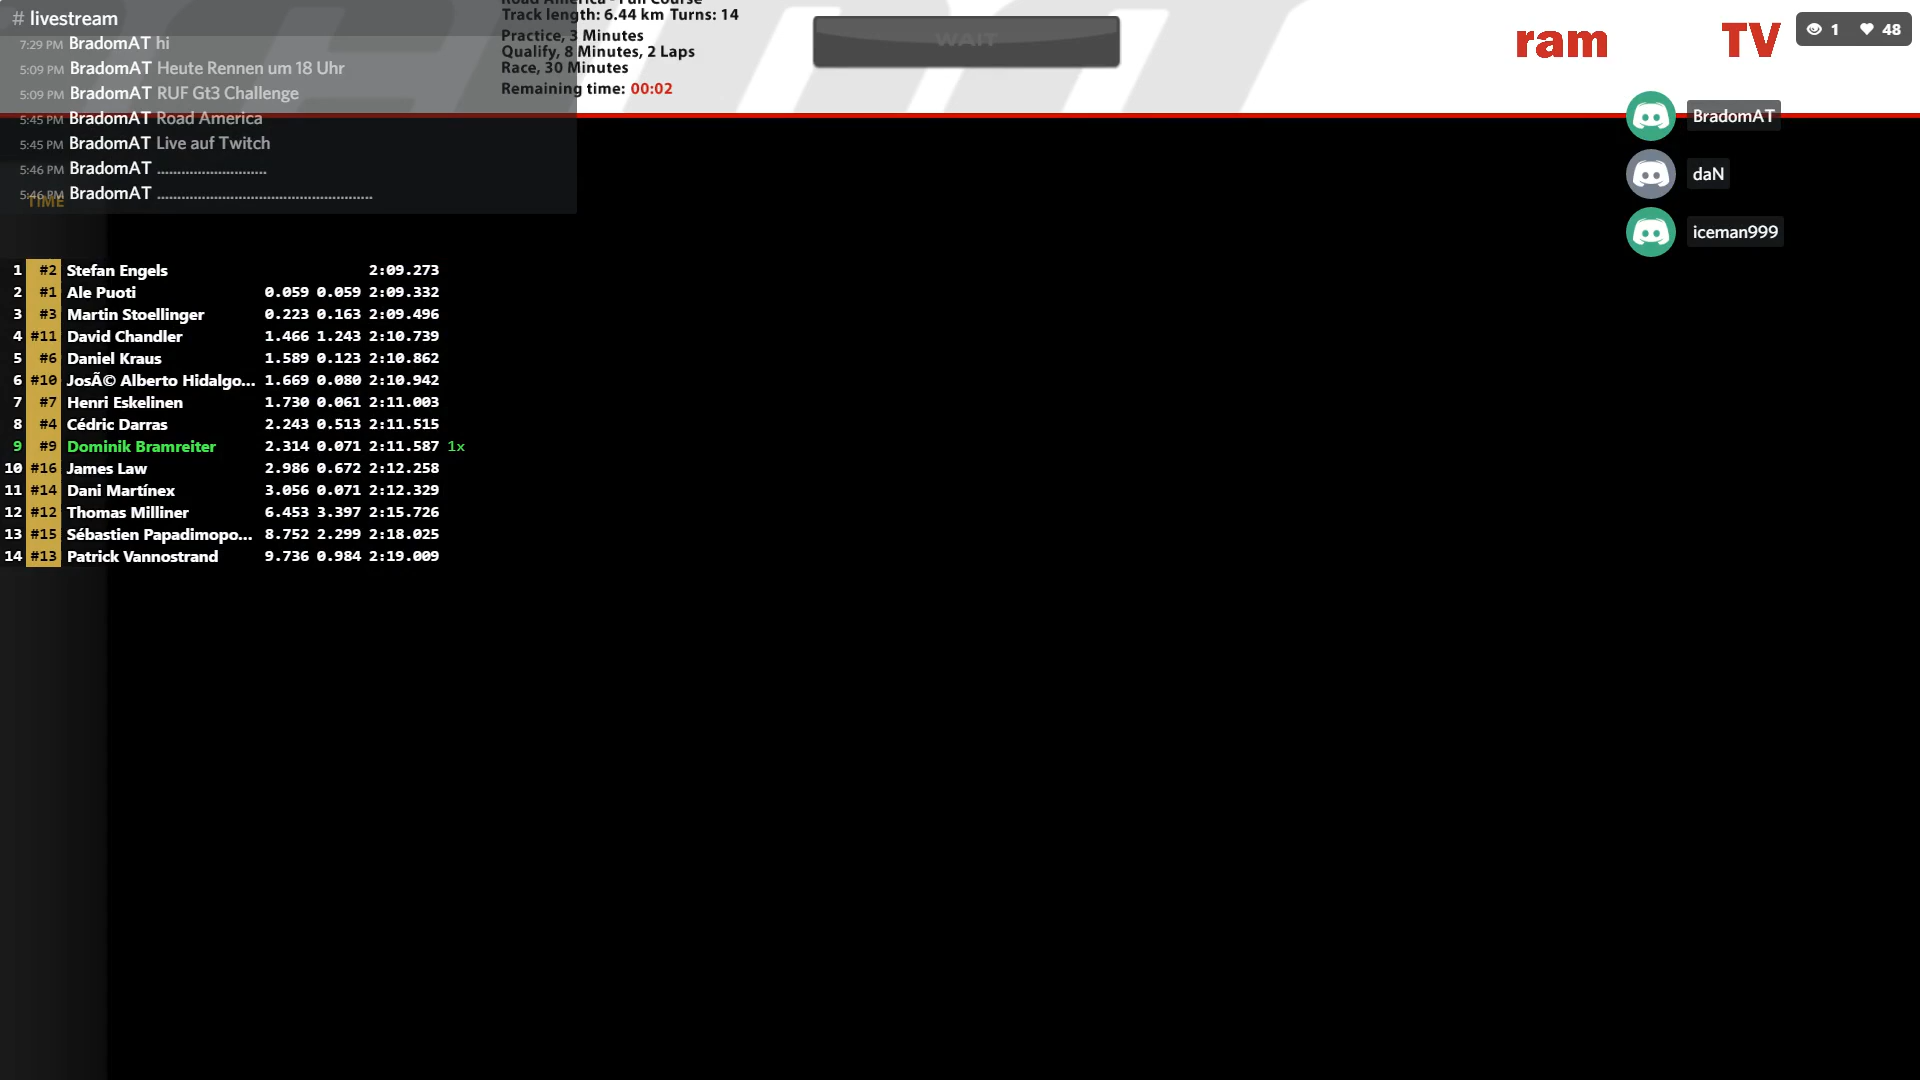 # livestream
7:29 PM BradomAT hi
5:09 PM BradomAT Heute Rennen um 18 Uhr
5:09 PM BradomAT RUF Gt3 Challenge
5:45 PM BradomAT Road America
5:45 PM BradomAT Live auf Twitch
5:46 PM BradomAT ...........................
5:46 PM BradomAT .....................................................
TIME
Road America - Full Course
Track length: 6.44 km Turns: 14
Practice, 3 Minutes
Qualify, 8 Minutes, 2 Laps
Race, 30 Minutes
Remaining time: 00:02
WAIT
ram TV
1 48
BradomAT
daN
iceman999
1 #2 Stefan Engels 2:09.273
2 #1 Ale Puoti 0.059 0.059 2:09.332
3 #3 Martin Stoellinger 0.223 0.163 2:09.496
4 #11 David Chandler 1.466 1.243 2:10.739
5 #6 Daniel Kraus 1.589 0.123 2:10.862
6 #10 JosÃ© Alberto Hidalgo... 1.669 0.080 2:10.942
7 #7 Henri Eskelinen 1.730 0.061 2:11.003
8 #4 Cédric Darras 2.243 0.513 2:11.515
9 #9 Dominik Bramreiter 2.314 0.071 2:11.587 1x
10 #16 James Law 2.986 0.672 2:12.258
11 #14 Dani Martínex 3.056 0.071 2:12.329
12 #12 Thomas Milliner 6.453 3.397 2:15.726
13 #15 Sébastien Papadimopo... 8.752 2.299 2:18.025
14 #13 Patrick Vannostrand 9.736 0.984 2:19.009